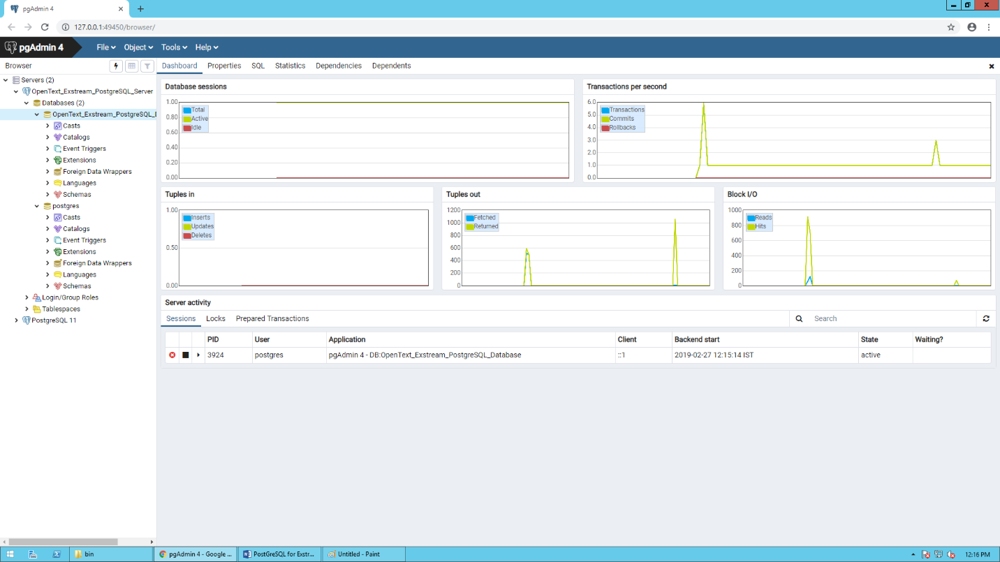 pgAdmin 4
127.0.0.1:49450/browser/
pgAdmin 4 File Object Tools Help
Browser
Dashboard Properties SQL Statistics Dependencies Dependents
Servers (2)
OpenText_Exstream_PostgreSQL_Server
Databases (2)
OpenText_Exstream_PostgreSQL_
Casts
Catalogs
Event Triggers
Extensions
Foreign Data Wrappers
Languages
Schemas
postgres
Casts
Catalogs
Event Triggers
Extensions
Foreign Data Wrappers
Languages
Schemas
Login/Group Roles
Tablespaces
PostgreSQL 11
Database sessions
1.00
0.80
0.60
0.40
0.20
0.00
Total
Active
Idle
Transactions per second
6.0
5.0
4.0
3.0
2.0
1.0
0.0
Transactions
Commits
Rollbacks
Tuples in
1.00
0.50
0.00
Inserts
Updates
Deletes
Tuples out
1200
1000
800
600
400
200
0
Fetched
Returned
Block I/O
1000
800
600
400
200
0
Reads
Hits
Server activity
Sessions Locks Prepared Transactions Search
PID User Application Client Backend start State Waiting?
3924 postgres pgAdmin 4 - DB:OpenText_Exstream_PostgreSQL_Database ::1 2019-02-27 12:15:14 IST active
bin pgAdmin 4 - Google ... PostGreSQL for Exstr... Untitled - Paint 12:16 PM